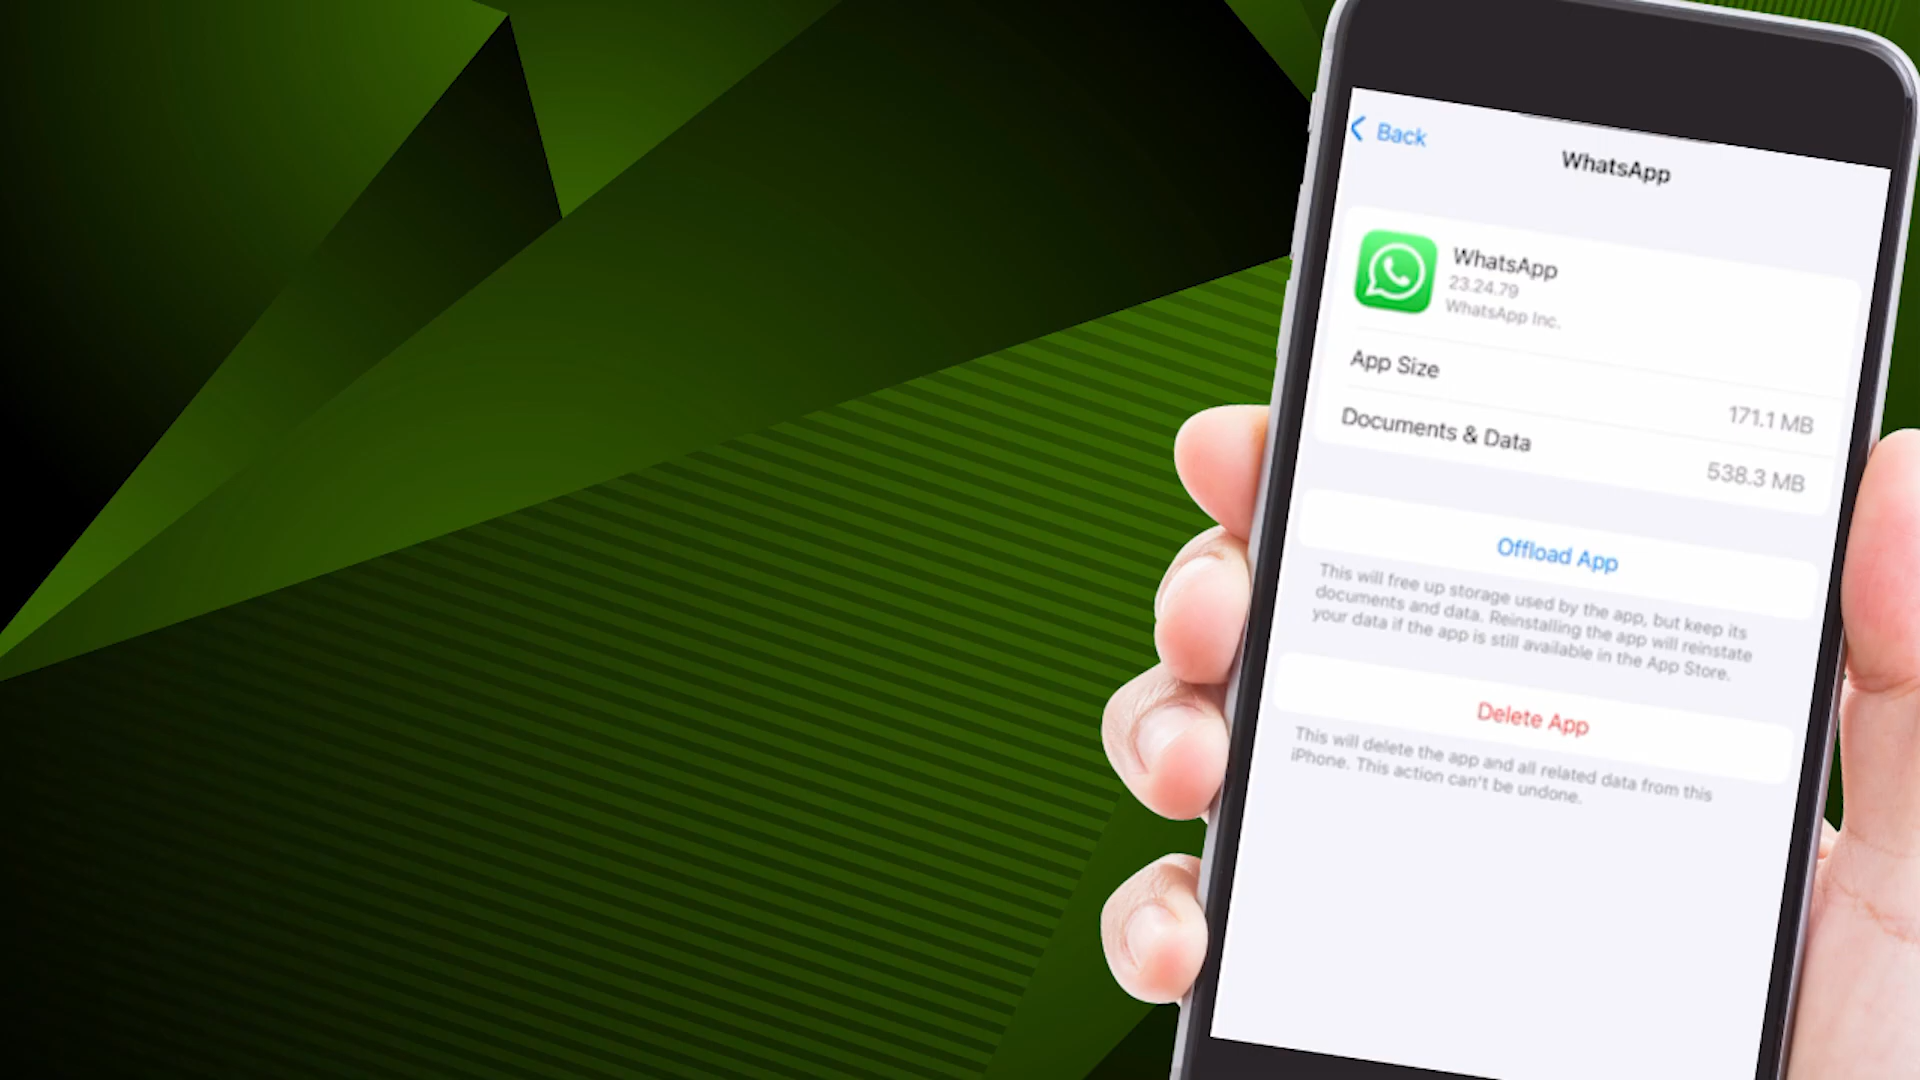 Back
WhatsApp
WhatsApp
23.24.79
WhatsApp Inc.
App Size
171.1 MB
Documents & Data
538.3 MB
Offload App
This will free up storage used by the app, but keep its
documents and data. Reinstalling the app will reinstate
your data if the app is still available in the App Store.
Delete App
This will delete the app and all related data from this
iPhone. This action can't be undone.